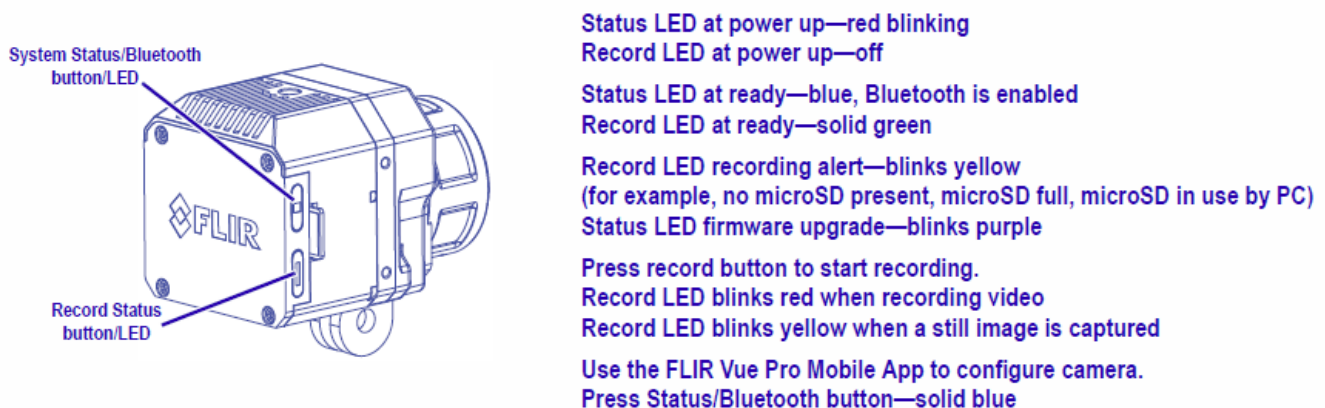 System Status/Bluetooth
button/LED
FLIR
Record Status
button/LED
Status LED at power up—red blinking
Record LED at power up—off
Status LED at ready—blue, Bluetooth is enabled
Record LED at ready—solid green
Record LED recording alert—blinks yellow
(for example, no microSD present, microSD full, microSD in use by PC)
Status LED firmware upgrade—blinks purple
Press record button to start recording.
Record LED blinks red when recording video
Record LED blinks yellow when a still image is captured
Use the FLIR Vue Pro Mobile App to configure camera.
Press Status/Bluetooth button—solid blue